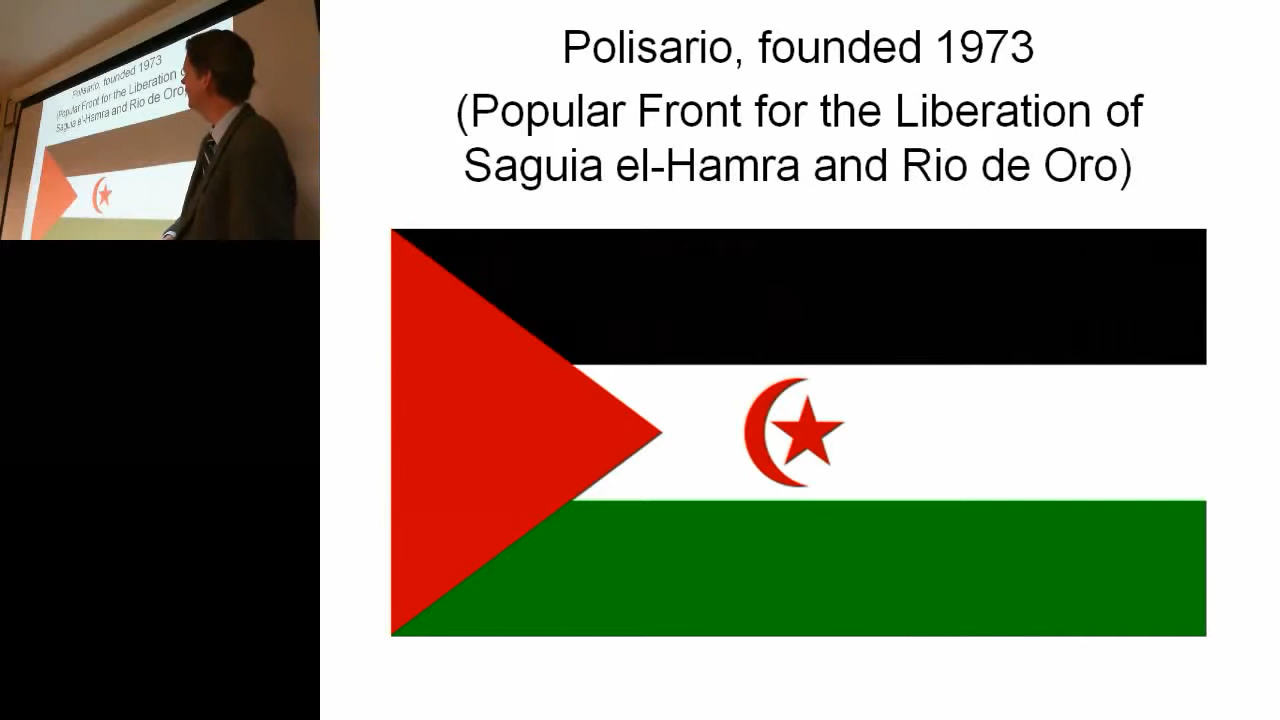 Polisario, founded 1973
(Popular Front for the Liberation of
Saguia el-Hamra and Rio de Oro)
Polisario, founded 1973
(Popular Front for the Liberation
Saguia el-Hamra and Rio de Oro)